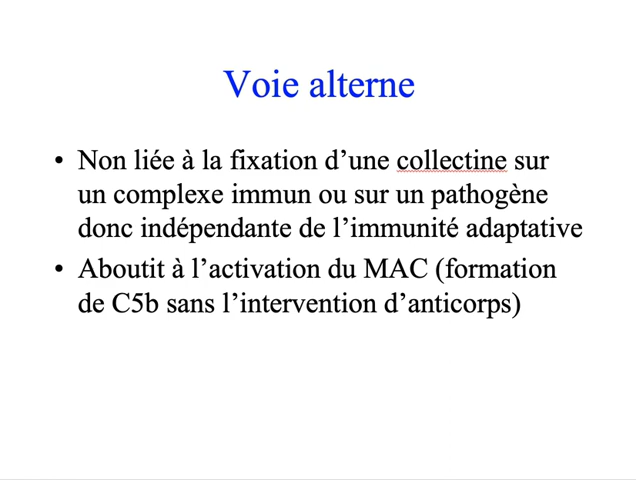 Voie alterne
• Non liée à la fixation d’une collectine sur
un complexe immun ou sur un pathogène
donc indépendante de l’immunité adaptative
• Aboutit à l’activation du MAC (formation
de C5b sans l’intervention d’anticorps)